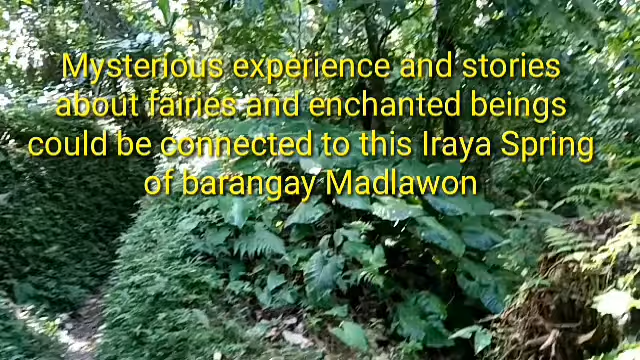 Mysterious experience and stories
about fairies and enchanted beings
could be connected to this Iraya Spring
of barangay Madlawon